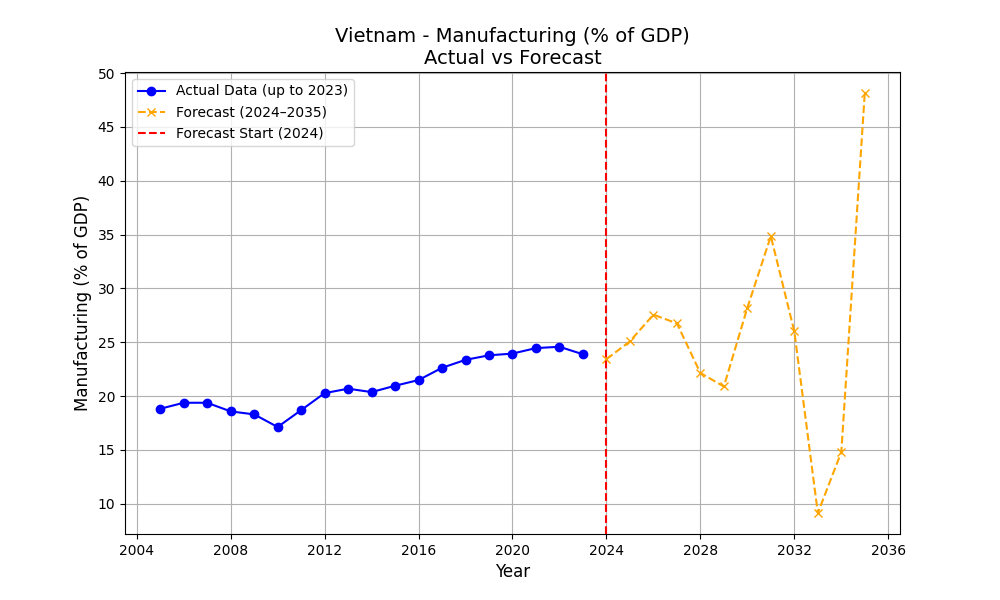 Vietnam - Manufacturing (% of GDP)
Actual vs Forecast
Actual Data (up to 2023)
Forecast (2024–2035)
Forecast Start (2024)
Manufacturing (% of GDP)
50
45
40
35
30
25
20
15
10
2004 2008 2012 2016 2020 2024 2028 2032 2036
Year